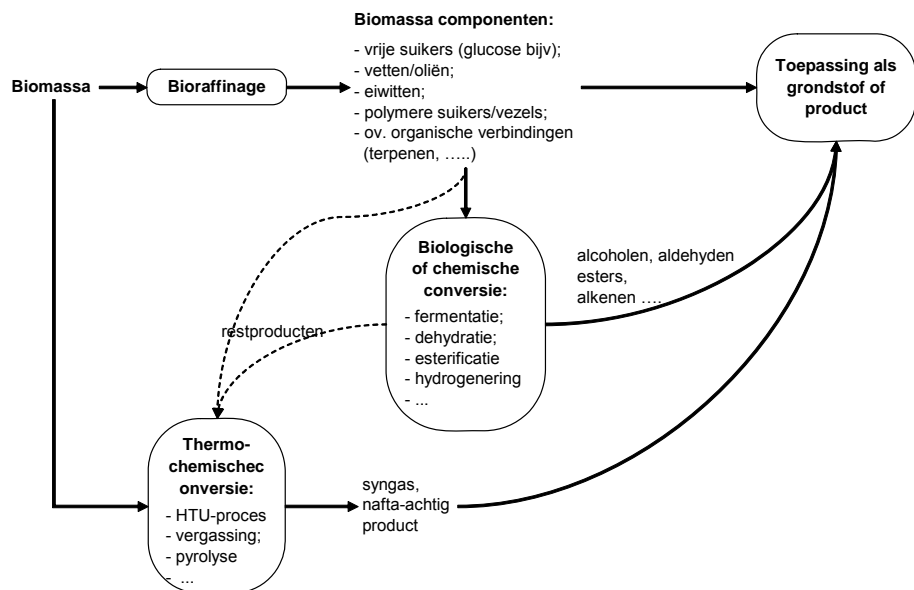 Biomassa componenten:
- vrije suikers (glucose bijv);
- vetten/oliën;
- eiwitten;
- polymere suikers/vezels;
- ov. organische verbindingen
(terpenen, …..)
Biomassa
Bioraffinage
Toepassing als
grondstof of
product
Biologische
of chemische
conversie:
- fermentatie;
- dehydratie;
- esterificatie
- hydrogenering
- ...
alcoholen, aldehyden
esters,
alkenen ….
restproducten
Thermo-
chemischec
onversie:
- HTU-proces
- vergassing;
- pyrolyse
- ...
syngas,
nafta-achtig
product